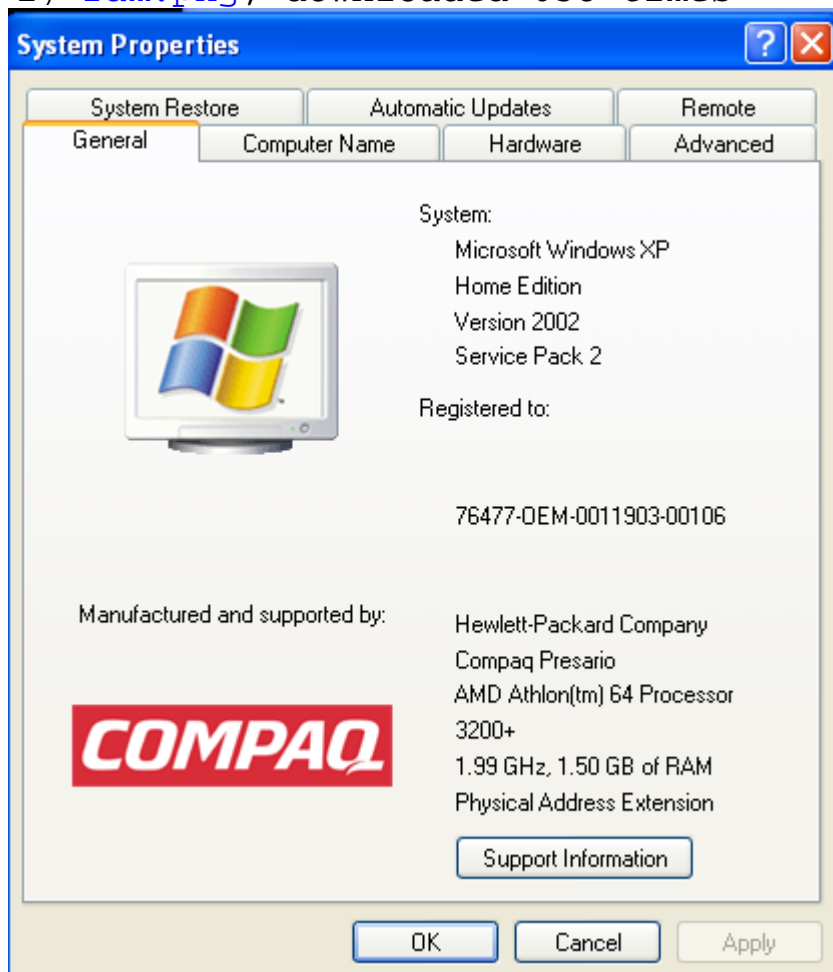 System Properties
System Restore Automatic Updates Remote
General Computer Name Hardware Advanced
System:
Microsoft Windows XP
Home Edition
Version 2002
Service Pack 2
Registered to:
76477-OEM-0011903-00106
Manufactured and supported by:
Hewlett-Packard Company
Compaq Presario
AMD Athlon(tm) 64 Processor
3200+
1.99 GHz, 1.50 GB of RAM
Physical Address Extension
COMPAQ
Support Information
OK Cancel Apply